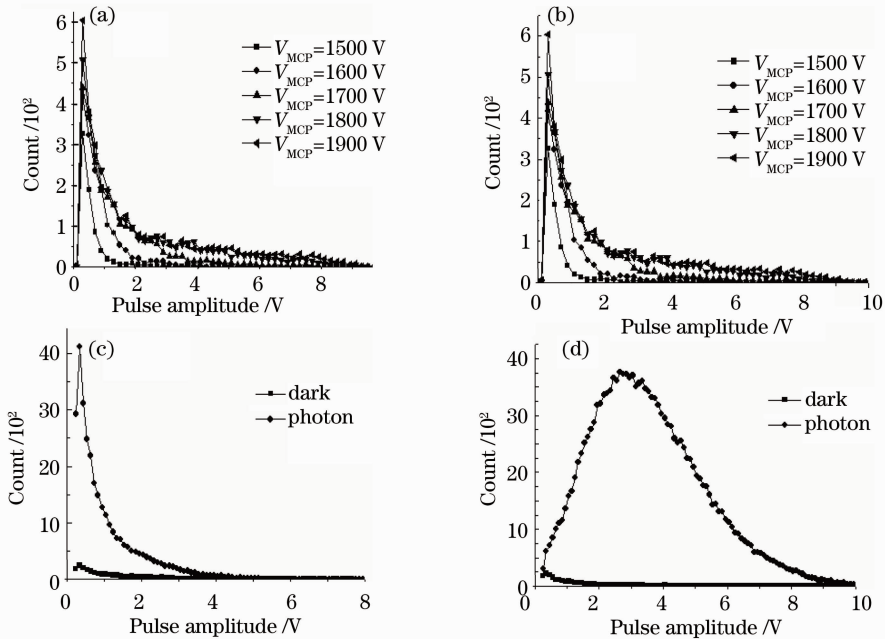 (a)
V_MCP=1500 V
V_MCP=1600 V
V_MCP=1700 V
V_MCP=1800 V
V_MCP=1900 V
Count /10²
6
5
4
3
2
1
0
0 2 4 6 8
Pulse amplitude /V
(b)
V_MCP=1500 V
V_MCP=1600 V
V_MCP=1700 V
V_MCP=1800 V
V_MCP=1900 V
Count /10²
6
5
4
3
2
1
0
0 2 4 6 8 10
Pulse amplitude /V
(c)
dark
photon
Count /10²
40
30
20
10
0
0 2 4 6 8
Pulse amplitude /V
(d)
dark
photon
Count /10²
40
30
20
10
0
0 2 4 6 8 10
Pulse amplitude /V